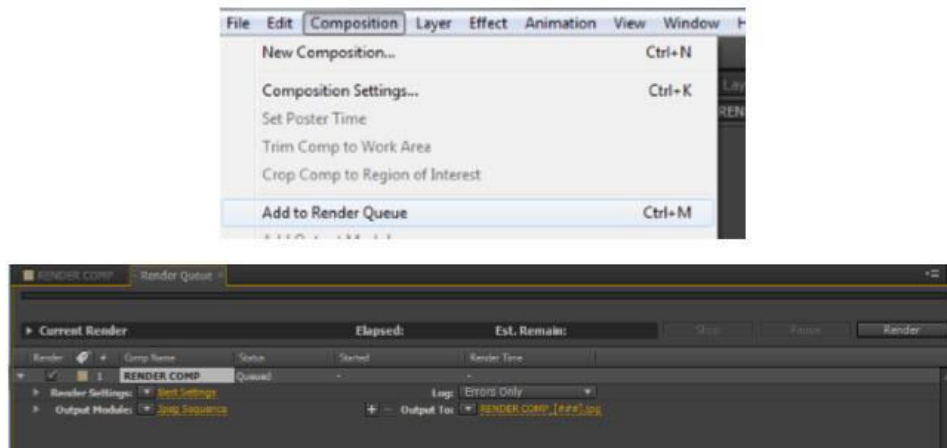 File Edit Composition Layer Effect Animation View Window H
New Composition... Ctrl+N
Composition Settings... Ctrl+K
Set Poster Time
Trim Comp to Work Area
Crop Comp to Region of Interest
Add to Render Queue Ctrl+M
RENDER COMP Render Queue ×
Current Render Elapsed: Est. Remain: Stop Pause Render
Render # Comp Name Status Started Render Time
1 RENDER COMP Queued - -
Render Settings: Best Settings Log: Errors Only
Output Module: Jpeg Sequence + - Output To: RENDER COMP_[###].jpg